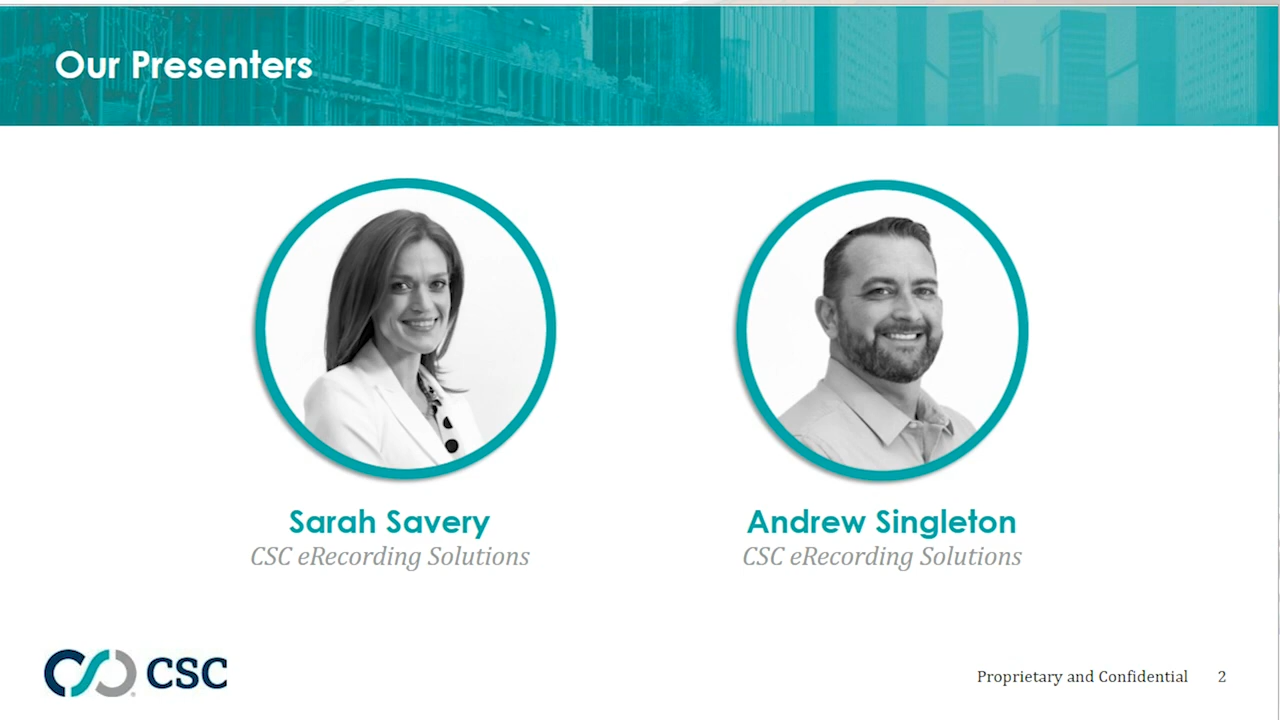 Our Presenters
Sarah Savery
CSC eRecording Solutions
Andrew Singleton
CSC eRecording Solutions
CSC
Proprietary and Confidential 2